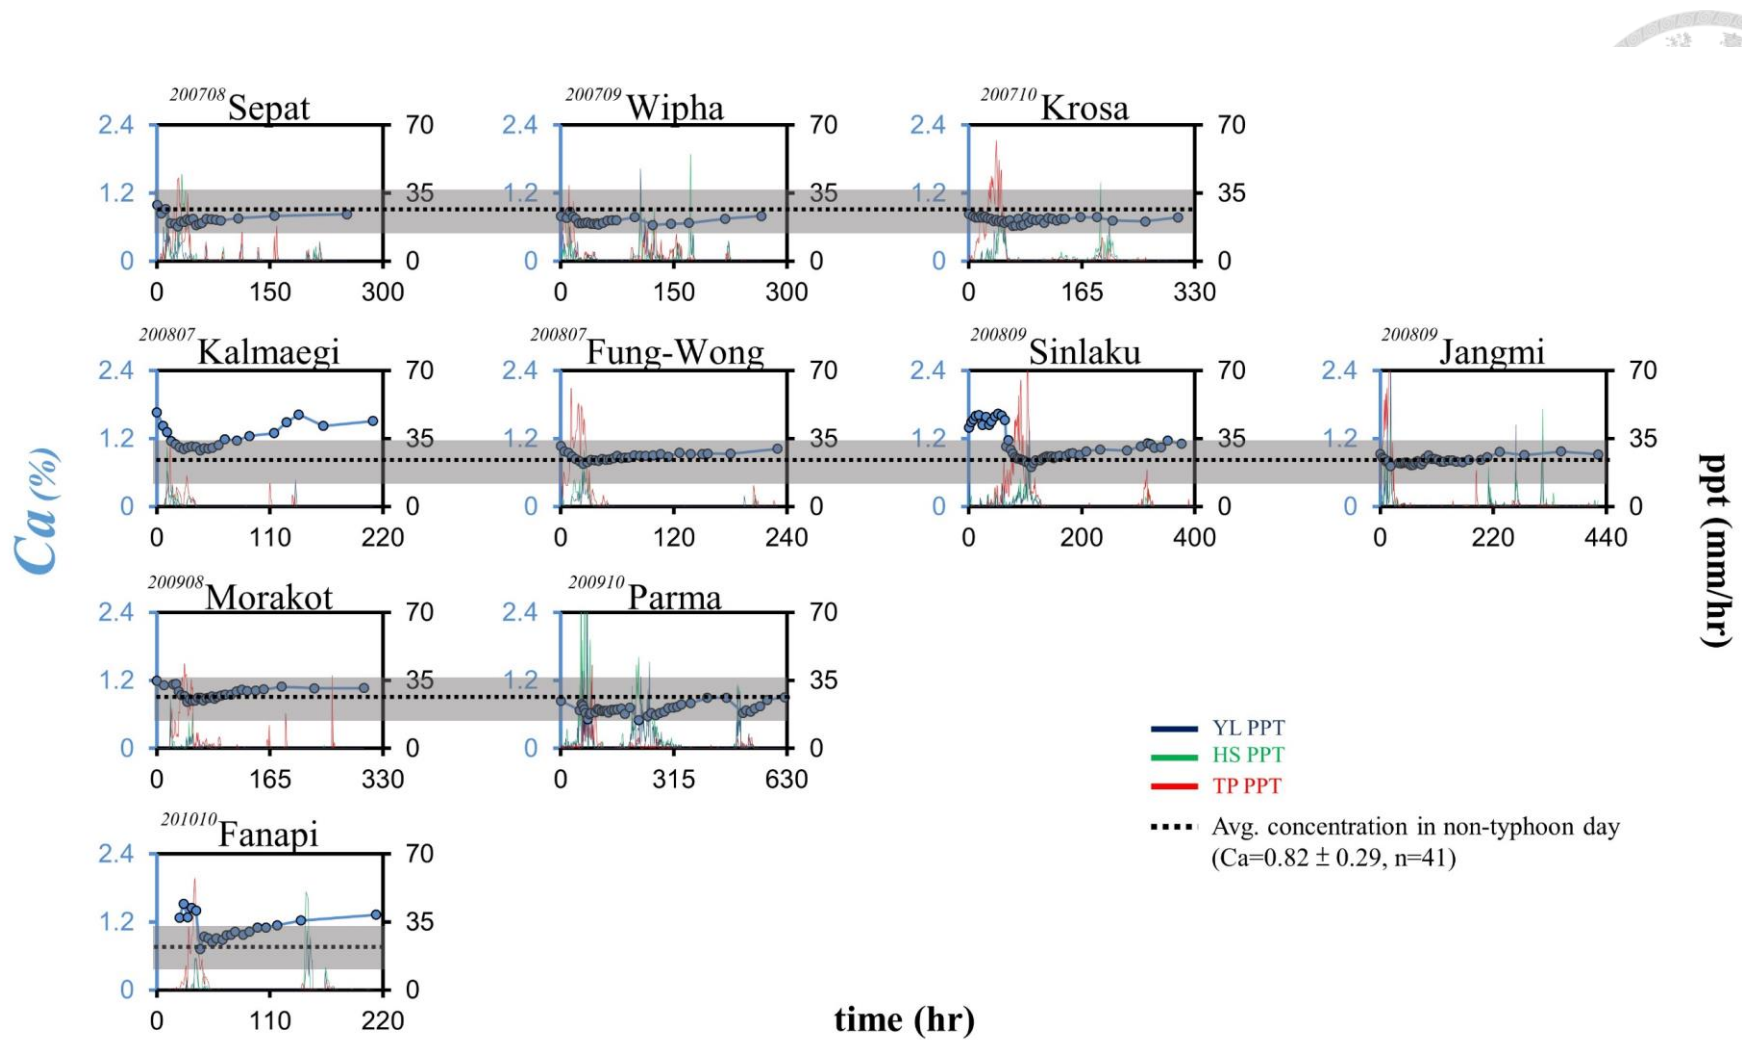 200708 Sepat
200709 Wipha
200710 Krosa
2.4 70 2.4 70 2.4 70
1.2 35 1.2 35 1.2 35
0 0 0 0 0 0
0 150 300 0 150 300 0 165 330
200807 Kalmaegi
200807 Fung-Wong
200809 Sinlaku
200809 Jangmi
2.4 70 2.4 70 2.4 70 2.4 70
1.2 35 1.2 35 1.2 35 1.2 35
0 0 0 0 0 0 0 0
0 110 220 0 120 240 0 200 400 0 220 440
Ca (%)
ppt (mm/hr)
200908 Morakot
200910 Parma
2.4 70 2.4 70
1.2 35 1.2 35
0 0 0 0
0 165 330 0 315 630
YL PPT
HS PPT
TP PPT
Avg. concentration in non-typhoon day
(Ca=0.82 ± 0.29, n=41)
201010 Fanapi
2.4 70
1.2 35
0 0
0 110 220
time (hr)